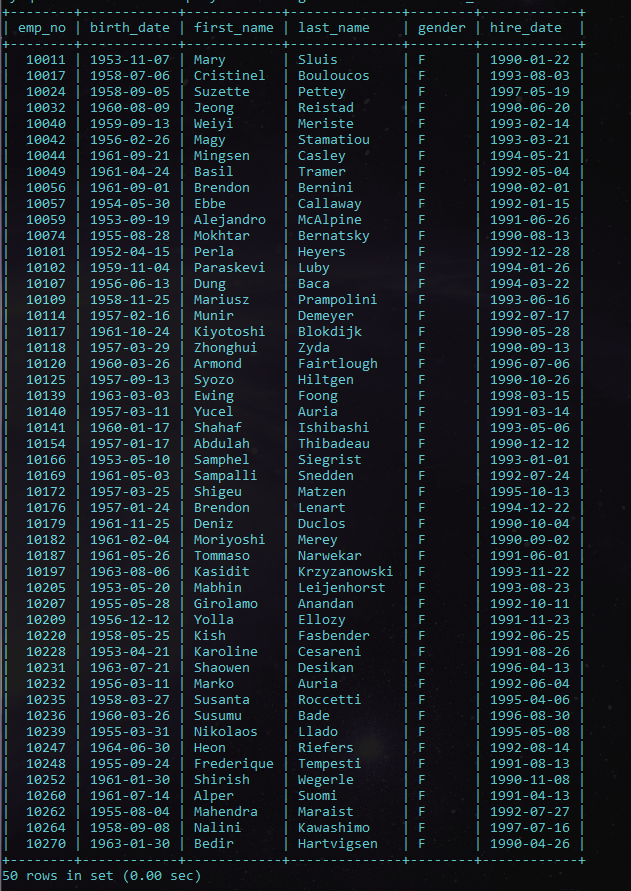 +--------+------------+------------+-------------+--------+------------+
| emp_no | birth_date | first_name | last_name   | gender | hire_date  |
+--------+------------+------------+-------------+--------+------------+
|  10011 | 1953-11-07 | Mary       | Sluis       | F      | 1990-01-22 |
|  10017 | 1958-07-06 | Cristinel  | Bouloucos   | F      | 1993-08-03 |
|  10024 | 1958-09-05 | Suzette    | Pettey      | F      | 1997-05-19 |
|  10032 | 1960-08-09 | Jeong      | Reistad     | F      | 1990-06-20 |
|  10040 | 1959-09-13 | Weiyi      | Meriste     | F      | 1993-02-14 |
|  10042 | 1956-02-26 | Magy       | Stamatiou   | F      | 1993-03-21 |
|  10044 | 1961-09-21 | Mingsen    | Casley      | F      | 1994-05-21 |
|  10049 | 1961-04-24 | Basil      | Tramer      | F      | 1992-05-04 |
|  10056 | 1961-09-01 | Brendon    | Bernini     | F      | 1990-02-01 |
|  10057 | 1954-05-30 | Ebbe       | Callaway    | F      | 1992-01-15 |
|  10059 | 1953-09-19 | Alejandro  | McAlpine    | F      | 1991-06-26 |
|  10074 | 1955-08-28 | Mokhtar    | Bernatsky   | F      | 1990-08-13 |
|  10101 | 1952-04-15 | Perla      | Heyers      | F      | 1992-12-28 |
|  10102 | 1959-11-04 | Paraskevi  | Luby        | F      | 1994-01-26 |
|  10107 | 1956-06-13 | Dung       | Baca        | F      | 1994-03-22 |
|  10109 | 1958-11-25 | Mariusz    | Prampolini  | F      | 1993-06-16 |
|  10114 | 1957-02-16 | Munir      | Demeyer     | F      | 1992-07-17 |
|  10117 | 1961-10-24 | Kiyotoshi  | Blokdijk    | F      | 1990-05-28 |
|  10118 | 1957-03-29 | Zhonghui   | Zyda        | F      | 1990-09-13 |
|  10120 | 1960-03-26 | Armond     | Fairtlough  | F      | 1996-07-06 |
|  10125 | 1957-09-13 | Syozo      | Hiltgen     | F      | 1990-10-26 |
|  10139 | 1963-03-03 | Ewing      | Foong       | F      | 1998-03-15 |
|  10140 | 1957-03-11 | Yucel      | Auria       | F      | 1991-03-14 |
|  10141 | 1960-01-17 | Shahaf     | Ishibashi   | F      | 1993-05-06 |
|  10154 | 1957-01-17 | Abdulah    | Thibadeau   | F      | 1990-12-12 |
|  10166 | 1953-05-10 | Samphel    | Siegrist    | F      | 1993-01-01 |
|  10169 | 1961-05-03 | Sampalli   | Snedden     | F      | 1992-07-24 |
|  10172 | 1957-03-25 | Shigeu     | Matzen      | F      | 1995-10-13 |
|  10176 | 1957-01-24 | Brendon    | Lenart      | F      | 1994-12-22 |
|  10179 | 1961-11-25 | Deniz      | Duclos      | F      | 1990-10-04 |
|  10182 | 1961-02-04 | Moriyoshi  | Merey       | F      | 1990-09-02 |
|  10187 | 1961-05-26 | Tommaso    | Narwekar    | F      | 1991-06-01 |
|  10197 | 1963-08-06 | Kasidit    | Krzyzanowski | F      | 1993-11-22 |
|  10205 | 1953-05-20 | Mabhin     | Leijenhorst | F      | 1993-08-23 |
|  10207 | 1955-05-28 | Girolamo   | Anandan     | F      | 1992-10-11 |
|  10209 | 1956-12-12 | Yolla      | Ellozy      | F      | 1991-11-23 |
|  10220 | 1958-05-25 | Kish       | Fasbender   | F      | 1992-06-25 |
|  10228 | 1953-04-21 | Karoline   | Cesareni    | F      | 1991-08-26 |
|  10231 | 1963-07-21 | Shaowen    | Desikan     | F      | 1996-04-13 |
|  10232 | 1956-03-11 | Marko      | Auria       | F      | 1992-06-04 |
|  10235 | 1958-03-27 | Susanta    | Roccetti    | F      | 1995-04-06 |
|  10236 | 1960-03-26 | Susumu     | Bade        | F      | 1996-08-30 |
|  10239 | 1955-03-31 | Nikolaos   | Llado       | F      | 1995-05-08 |
|  10247 | 1964-06-30 | Heon       | Riefers     | F      | 1992-08-14 |
|  10248 | 1955-09-24 | Frederique | Tempesti    | F      | 1991-08-13 |
|  10252 | 1961-01-30 | Shirish    | Wegerle     | F      | 1990-11-08 |
|  10260 | 1961-07-14 | Alper      | Suomi       | F      | 1991-04-13 |
|  10262 | 1955-08-04 | Mahendra   | Maraist     | F      | 1992-07-27 |
|  10264 | 1958-09-08 | Nalini     | Kawashimo   | F      | 1997-07-16 |
|  10270 | 1963-01-30 | Bedir      | Hartvigsen  | F      | 1990-04-26 |
+--------+------------+------------+-------------+--------+------------+
50 rows in set (0.00 sec)